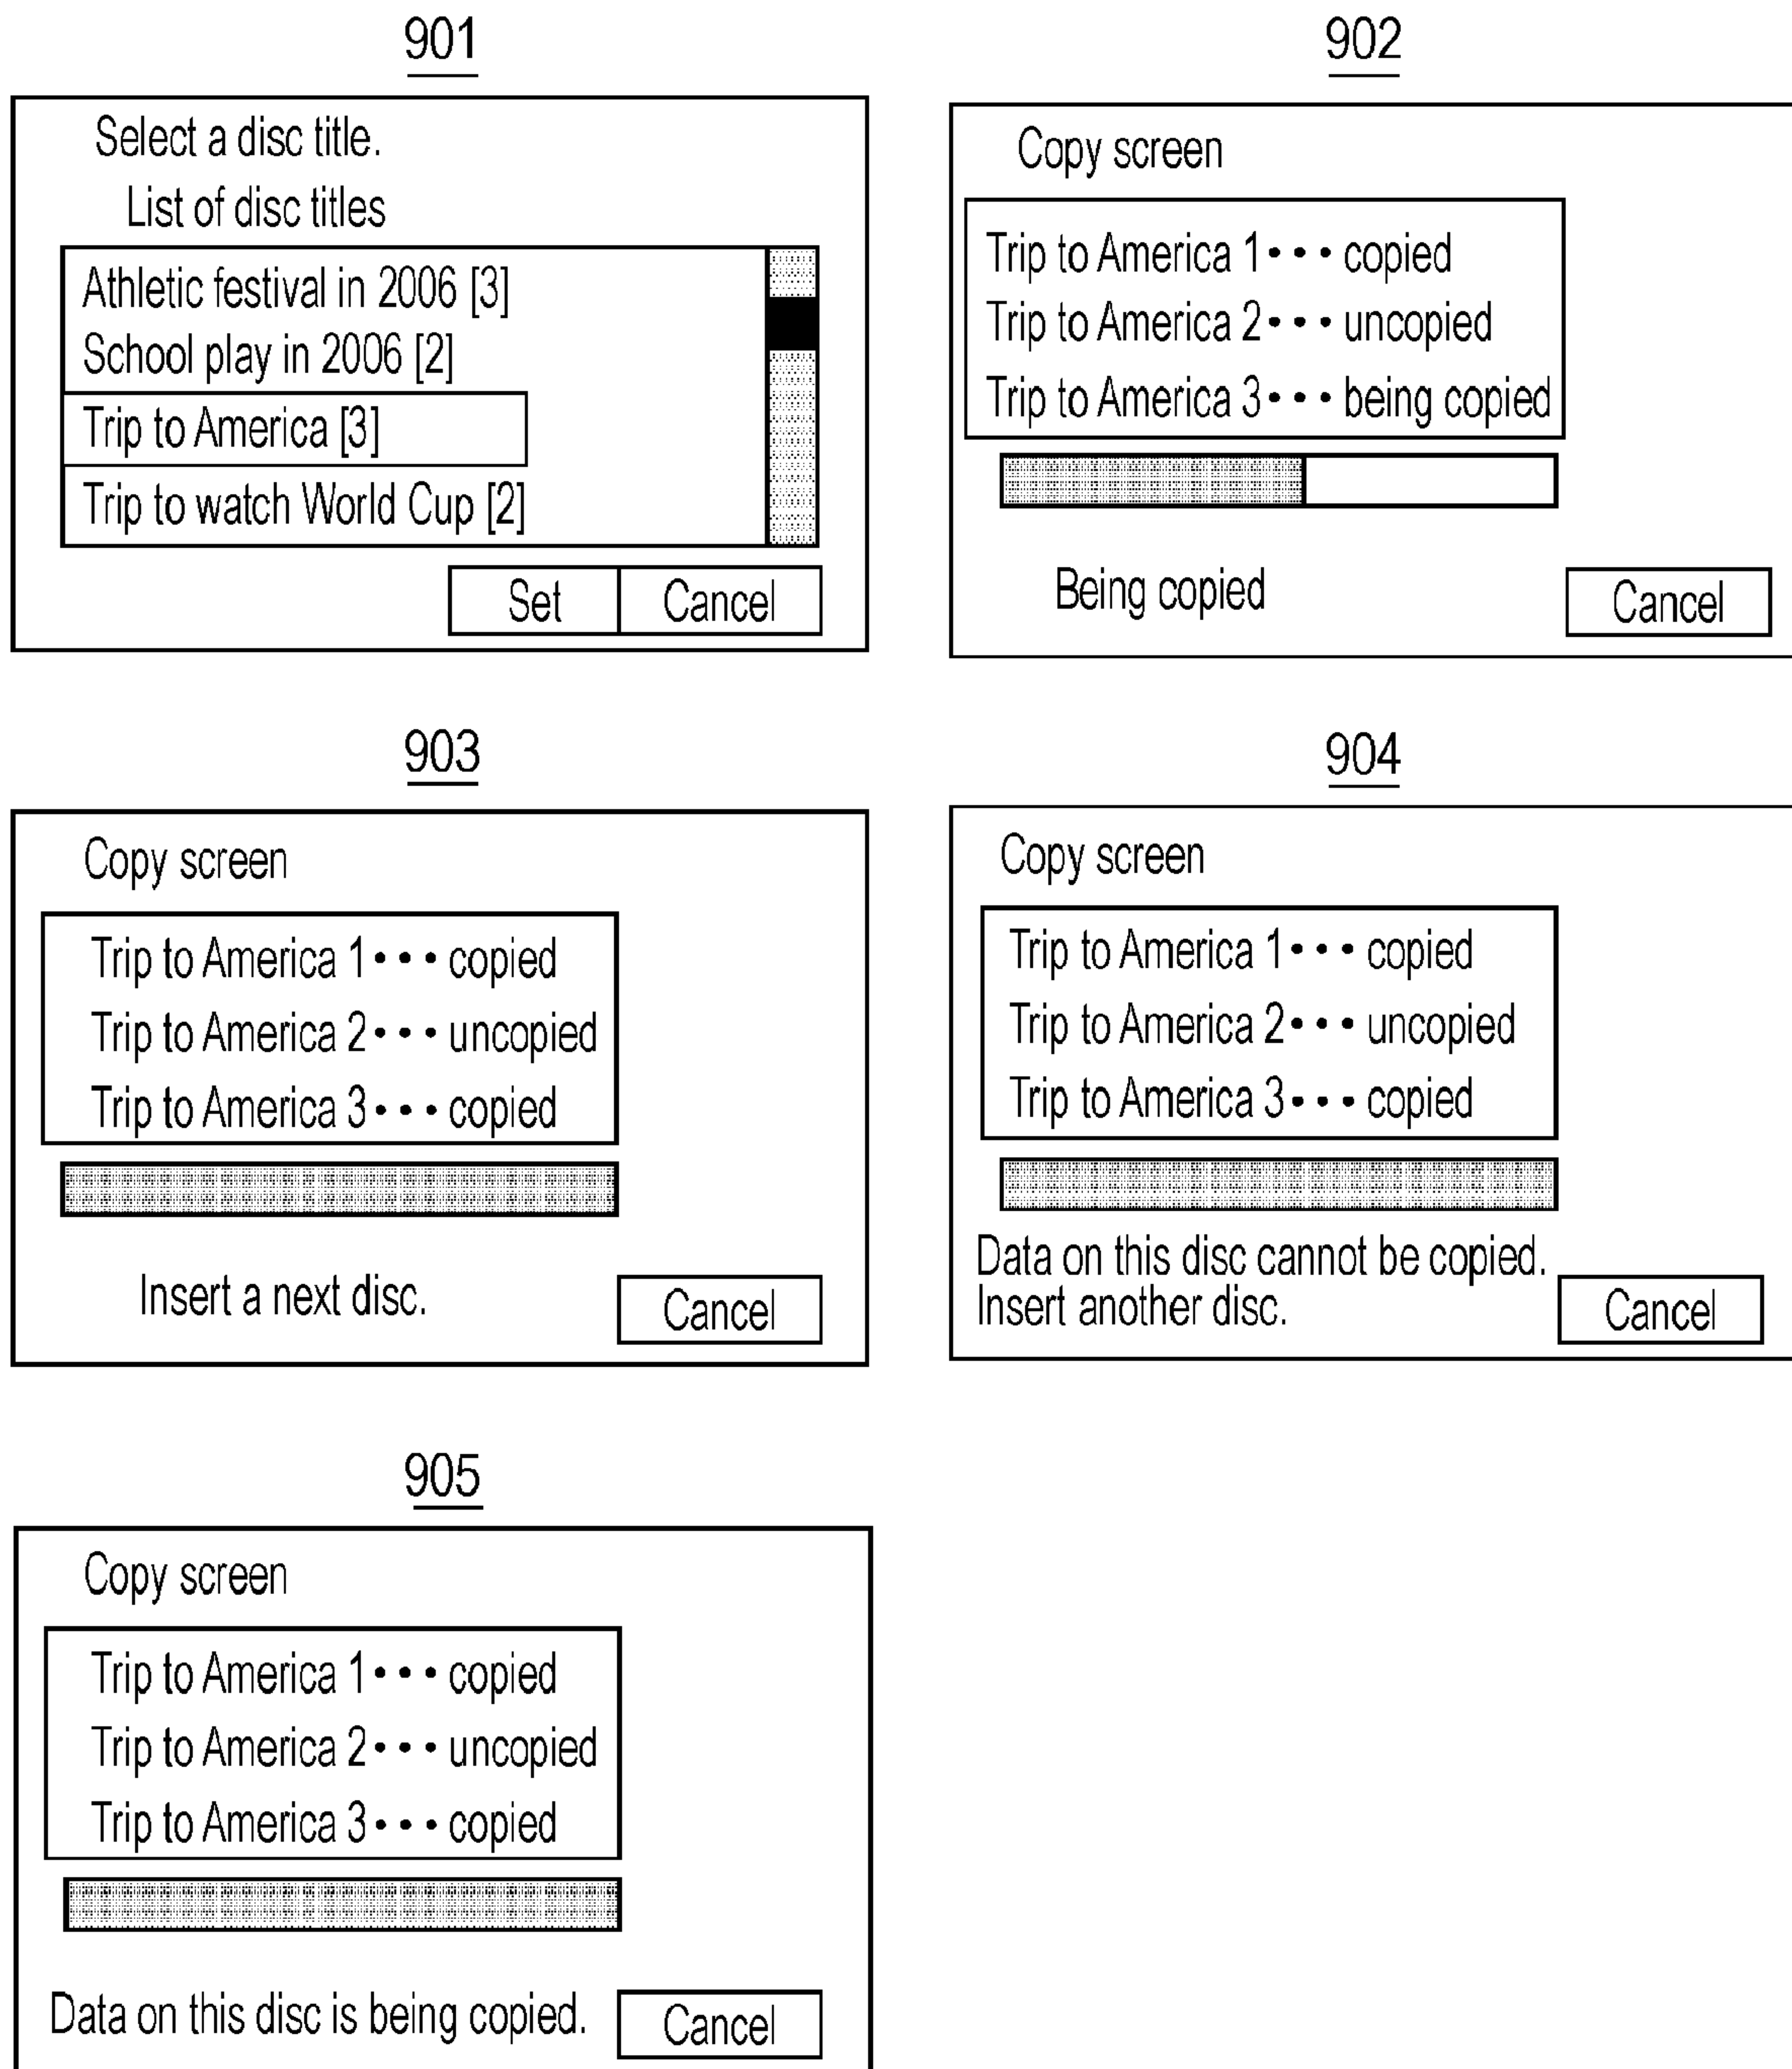 901
Select a disc title.
List of disc titles
Athletic festival in 2006 [3]
School play in 2006 [2]
Trip to America [3]
Trip to watch World Cup [2]
Set Cancel
902
Copy screen
Trip to America 1••• copied
Trip to America 2••• uncopied
Trip to America 3••• being copied
Being copied Cancel
903
Copy screen
Trip to America 1••• copied
Trip to America 2••• uncopied
Trip to America 3••• copied
Insert a next disc. Cancel
904
Copy screen
Trip to America 1••• copied
Trip to America 2••• uncopied
Trip to America 3••• copied
Data on this disc cannot be copied.
Insert another disc. Cancel
905
Copy screen
Trip to America 1••• copied
Trip to America 2••• uncopied
Trip to America 3••• copied
Data on this disc is being copied. Cancel